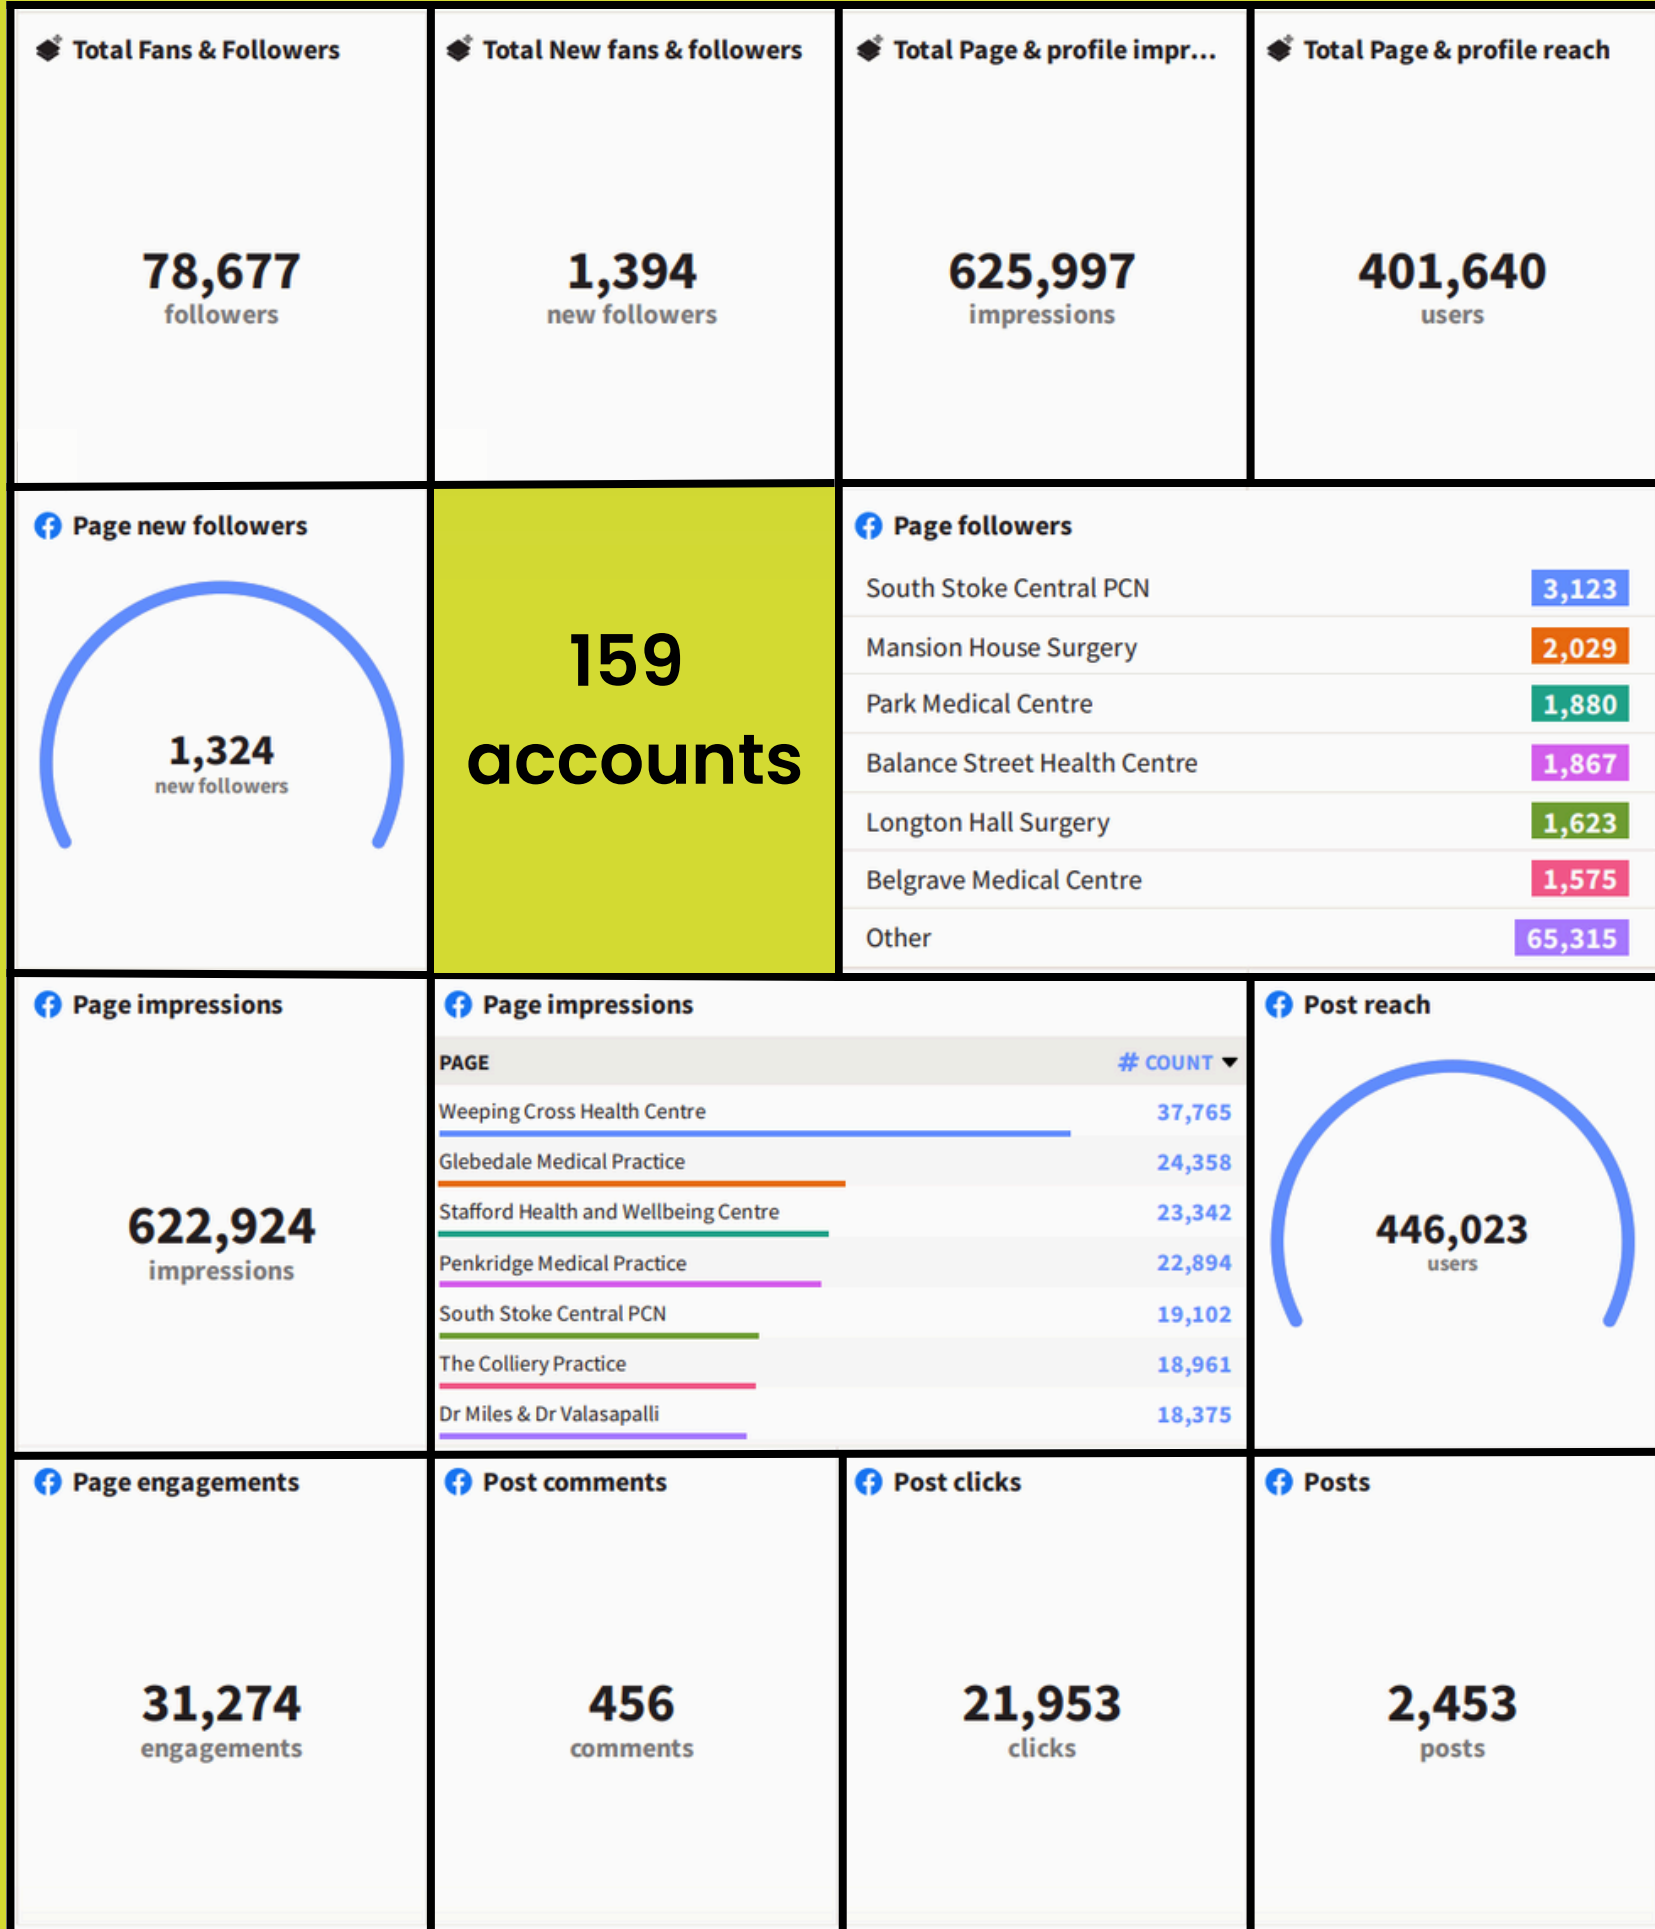 Total Fans & Followers
78,677
followers
Total New fans & followers
1,394
new followers
Total Page & profile impr...
625,997
impressions
Total Page & profile reach
401,640
users
Page new followers
1,324
new followers
159
accounts
Page followers
South Stoke Central PCN 3,123
Mansion House Surgery 2,029
Park Medical Centre 1,880
Balance Street Health Centre 1,867
Longton Hall Surgery 1,623
Belgrave Medical Centre 1,575
Other 65,315
Page impressions
622,924
impressions
Page impressions
PAGE # COUNT
Weeping Cross Health Centre 37,765
Glebedale Medical Practice 24,358
Stafford Health and Wellbeing Centre 23,342
Penkridge Medical Practice 22,894
South Stoke Central PCN 19,102
The Colliery Practice 18,961
Dr Miles & Dr Valasapalli 18,375
Post reach
446,023
users
Page engagements
31,274
engagements
Post comments
456
comments
Post clicks
21,953
clicks
Posts
2,453
posts